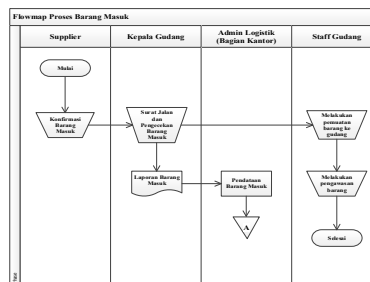 Flowmap Proses Barang Masuk
Supplier
Kepala Gudang
Admin Logistik
(Bagian Kantor)
Staff Gudang
Mulai
Konfirmasi
Barang
Masuk
Surat Jalan
dan
Pengecekan
Barang
Masuk
Melakukan
pemuatan
barang ke
gudang
Laporan Barang
Masuk
Pendataan
Barang Masuk
Melakukan
pengawasan
barang
A
Selesai